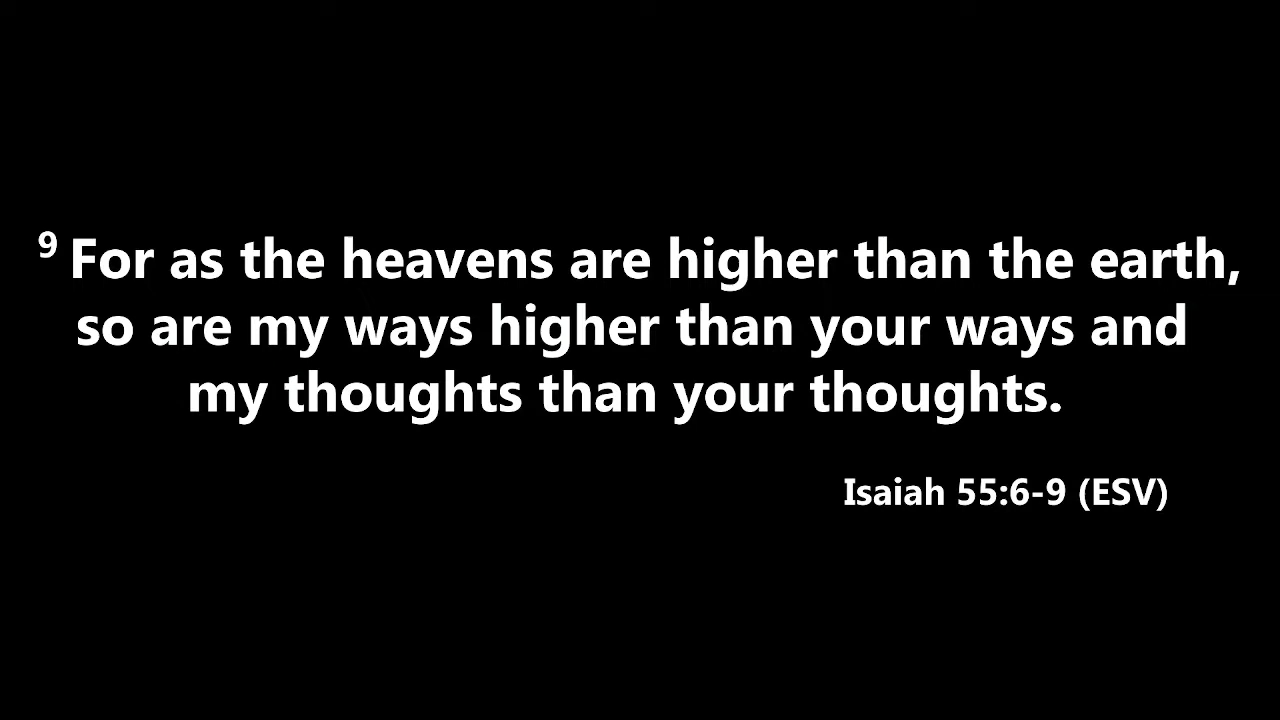 9 For as the heavens are higher than the earth,
so are my ways higher than your ways and
my thoughts than your thoughts.
Isaiah 55:6-9 (ESV)